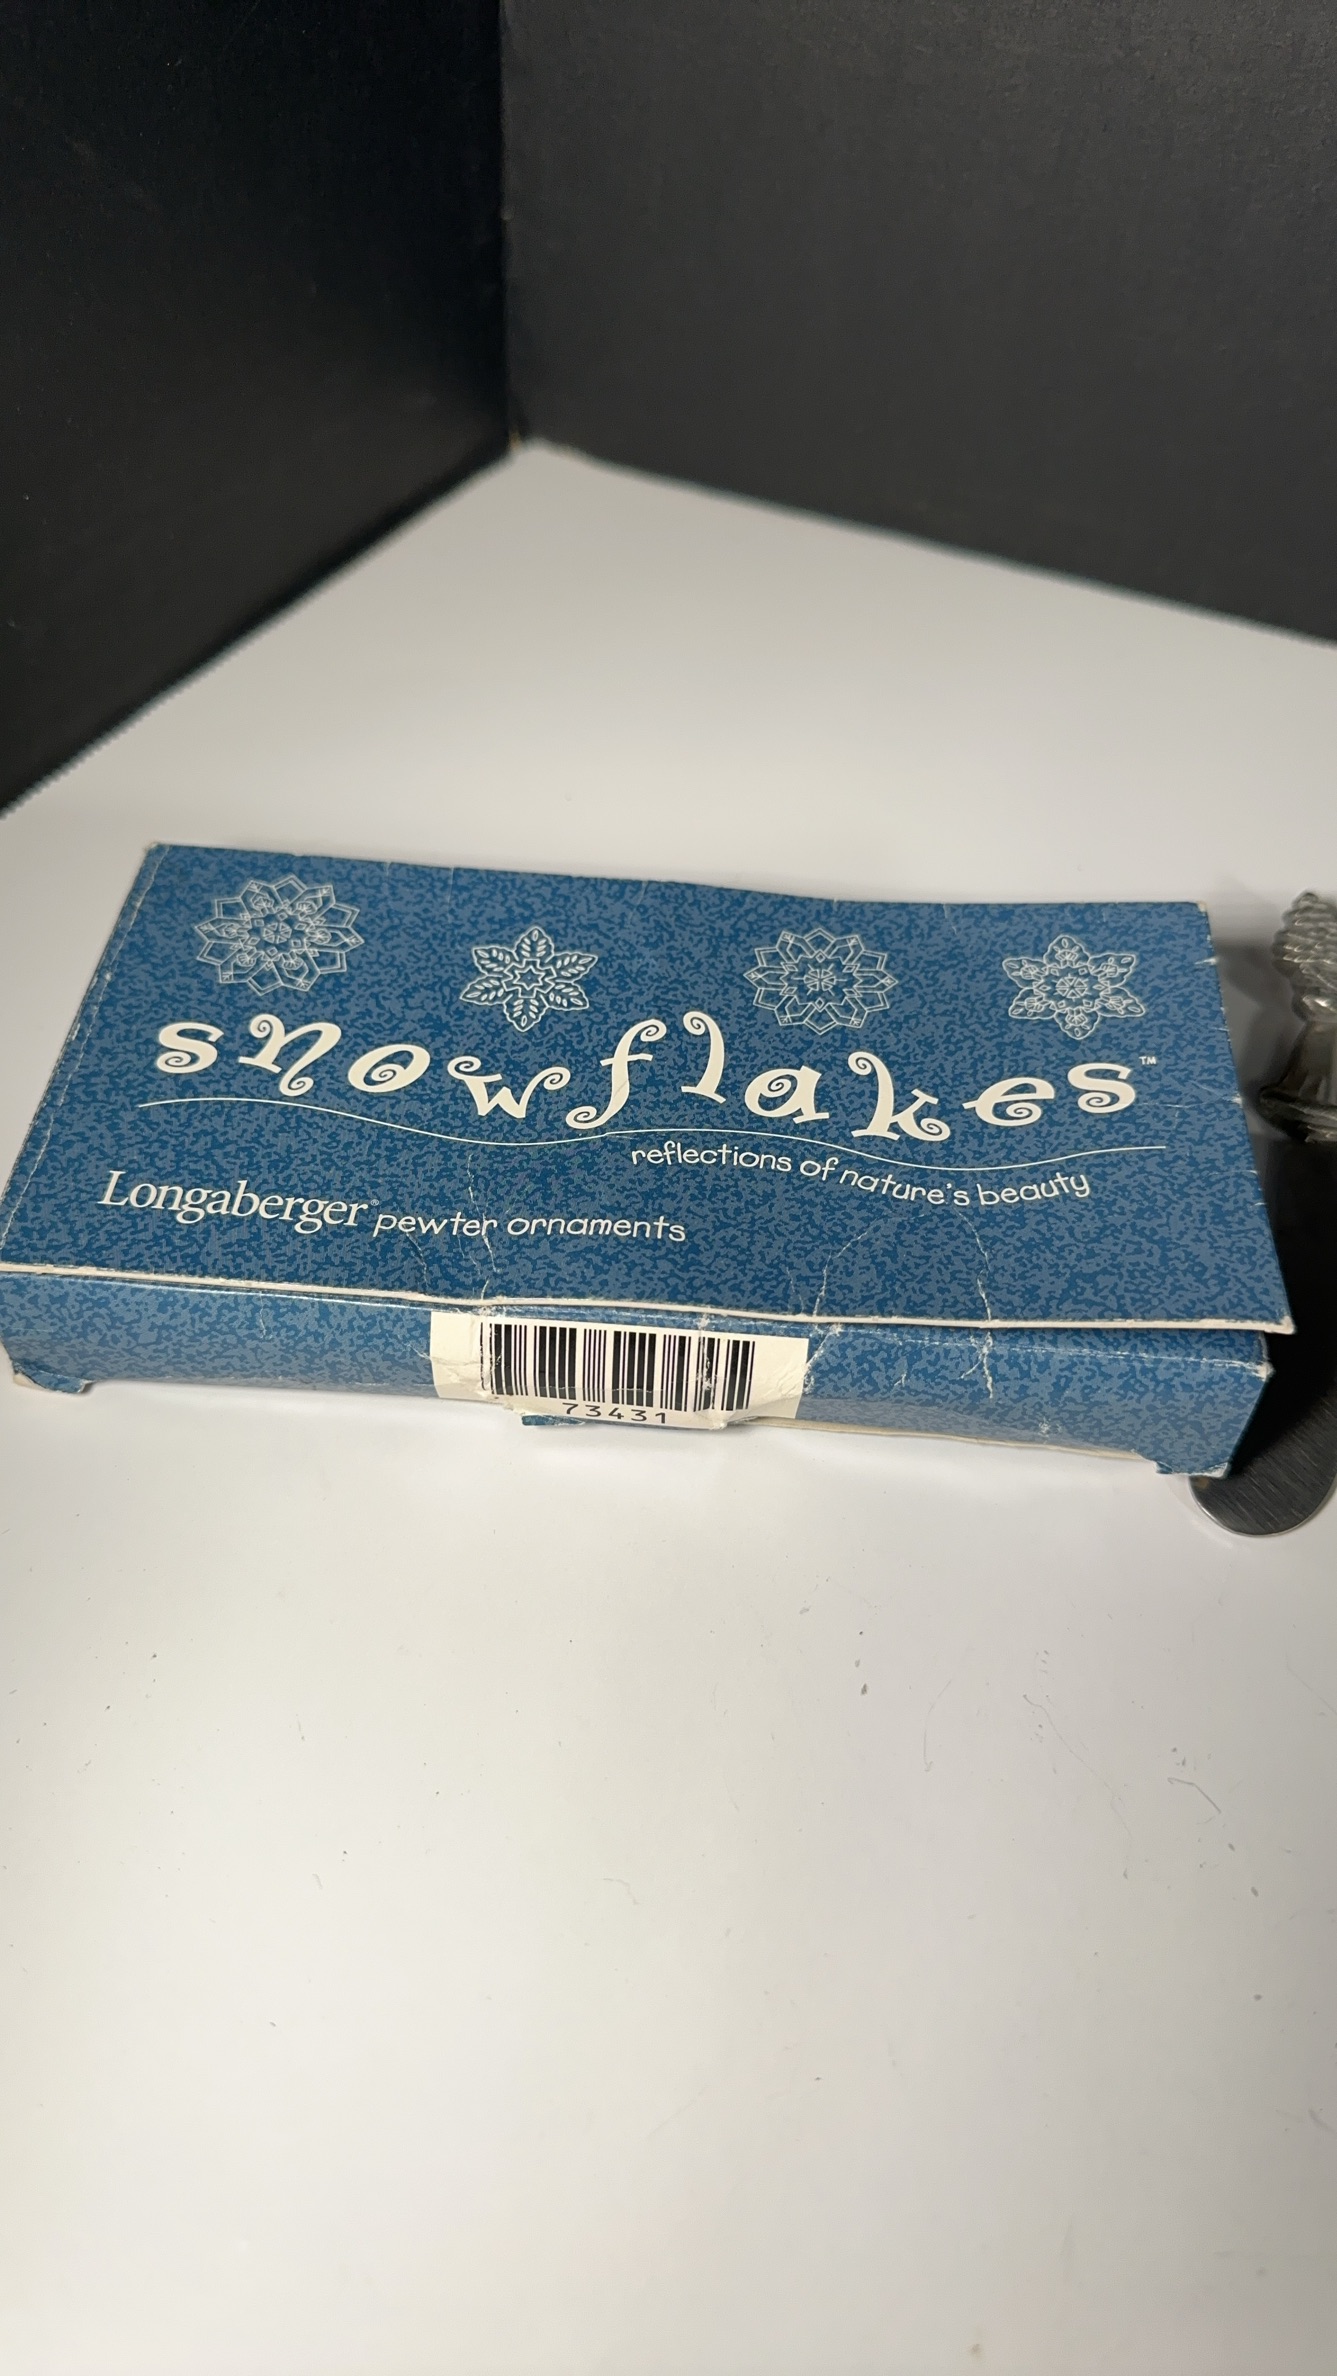 snowflakes™
reflections of nature's beauty
Longaberger® pewter ornaments
73431